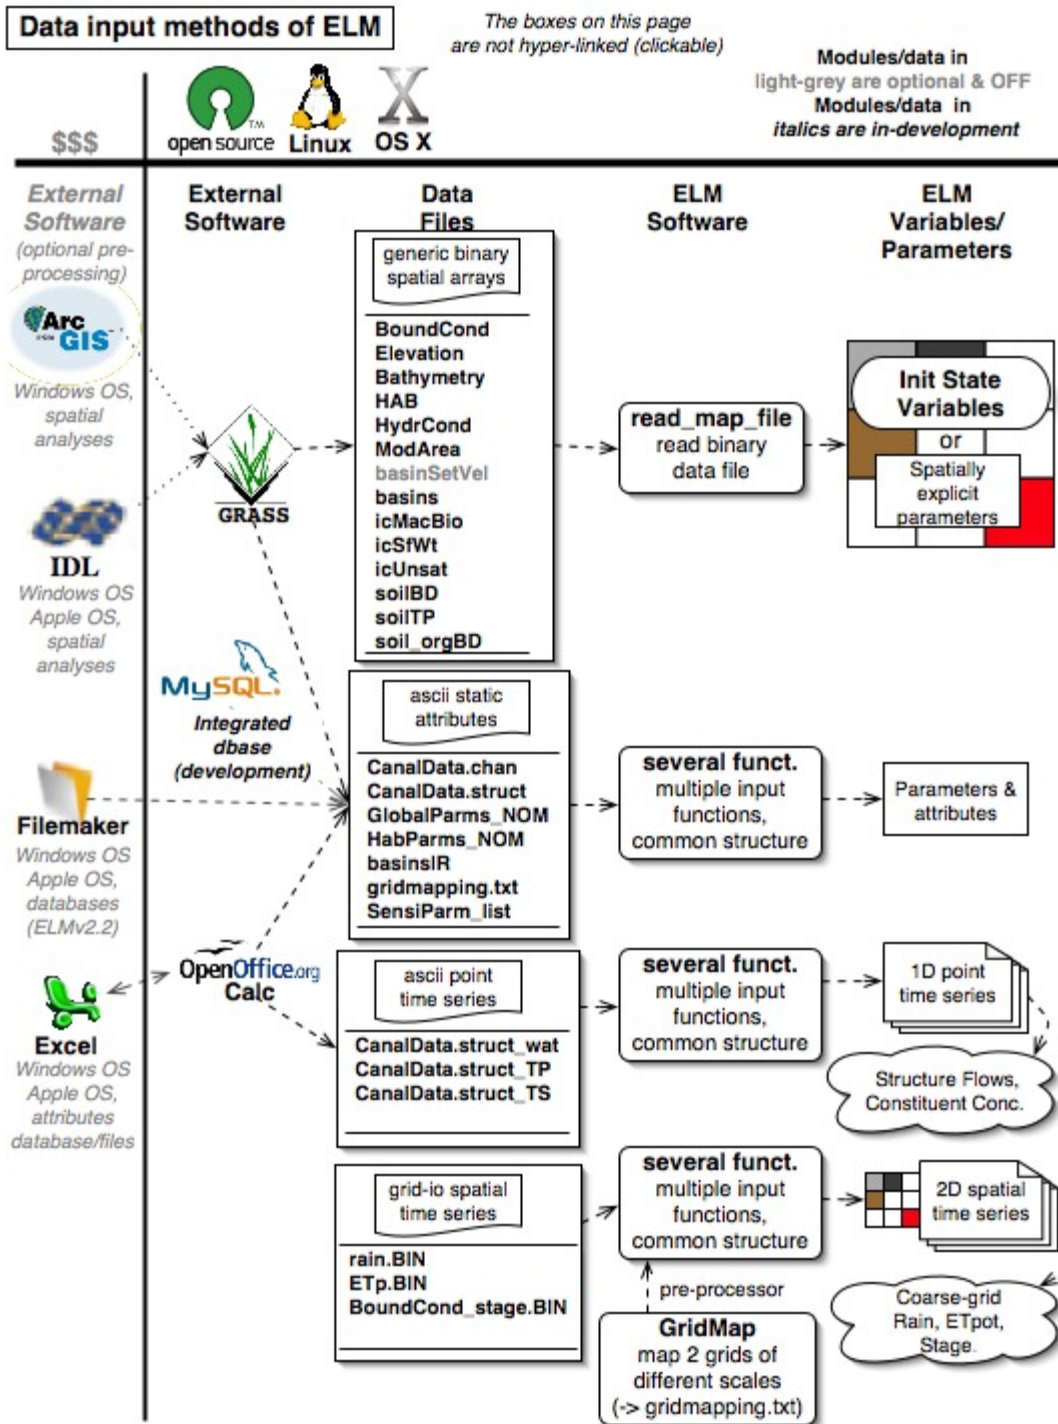 Data input methods of ELM
The boxes on this page
are not hyper-linked (clickable)
Modules/data in
light-grey are optional & OFF
Modules/data in
italics are in-development
$$$
open source
TM
Linux
OS X
External
Software
(optional pre-
processing)
External
Software
Data
Files
ELM
Software
ELM
Variables/
Parameters
Arc
GIS
Windows OS,
spatial
analyses
IDL
Windows OS
Apple OS,
spatial
analyses
Filemaker
Windows OS
Apple OS,
databases
(ELMv2.2)
Excel
Windows OS
Apple OS,
attributes
database/files
GRASS
MySQL.
Integrated
dbase
(development)
OpenOffice.org
Calc
generic binary
spatial arrays
BoundCond
Elevation
Bathymetry
HAB
HydrCond
ModArea
basinSetVel
basins
icMacBio
icSfWt
icUnsat
soilBD
soilTP
soil_orgBD
read_map_file
read binary
data file
Init State
Variables
or
Spatially
explicit
parameters
ascii static
attributes
CanalData.chan
CanalData.struct
GlobalParms_NOM
HabParms_NOM
basinsIR
gridmapping.txt
SensiParm_list
several funct.
multiple input
functions,
common structure
Parameters &
attributes
ascii point
time series
CanalData.struct_wat
CanalData.struct_TP
CanalData.struct_TS
several funct.
multiple input
functions,
common structure
1D point
time series
Structure Flows,
Constituent Conc.
grid-io spatial
time series
rain.BIN
ETp.BIN
BoundCond_stage.BIN
several funct.
multiple input
functions,
common structure
2D spatial
time series
pre-processor
GridMap
map 2 grids of
different scales
(-> gridmapping.txt)
Coarse-grid
Rain, ETpot,
Stage.